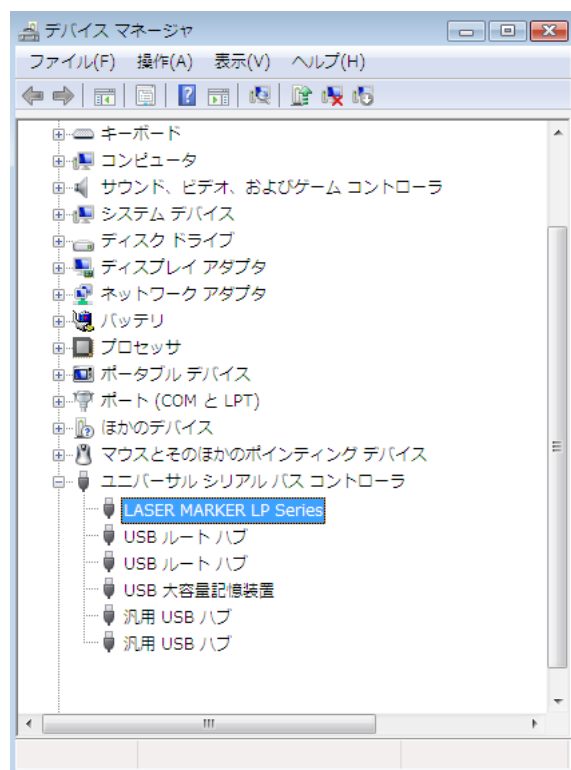 デバイス マネージャ
ファイル(F) 操作(A) 表示(V) ヘルプ(H)
キーボード
コンピュータ
サウンド、ビデオ、およびゲーム コントローラ
システム デバイス
ディスク ドライブ
ディスプレイ アダプタ
ネットワーク アダプタ
バッテリ
プロセッサ
ポータブル デバイス
ポート (COM と LPT)
ほかのデバイス
マウスとそのほかのポインティング デバイス
ユニバーサル シリアル バス コントローラ
LASER MARKER LP Series
USB ルート ハブ
USB ルート ハブ
USB 大容量記憶装置
汎用 USB ハブ
汎用 USB ハブ